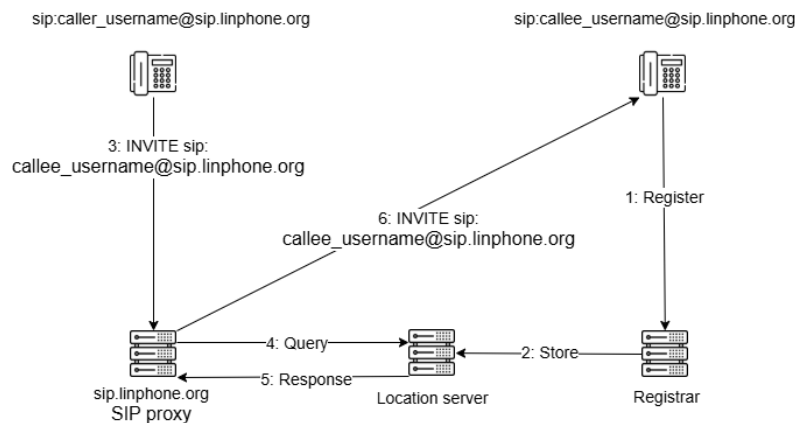 sip:caller_username@sip.linphone.org
sip:callee_username@sip.linphone.org
3: INVITE sip:
callee_username@sip.linphone.org
1: Register
6: INVITE sip:
callee_username@sip.linphone.org
4: Query
2: Store
5: Response
sip.linphone.org
SIP proxy
Location server
Registrar